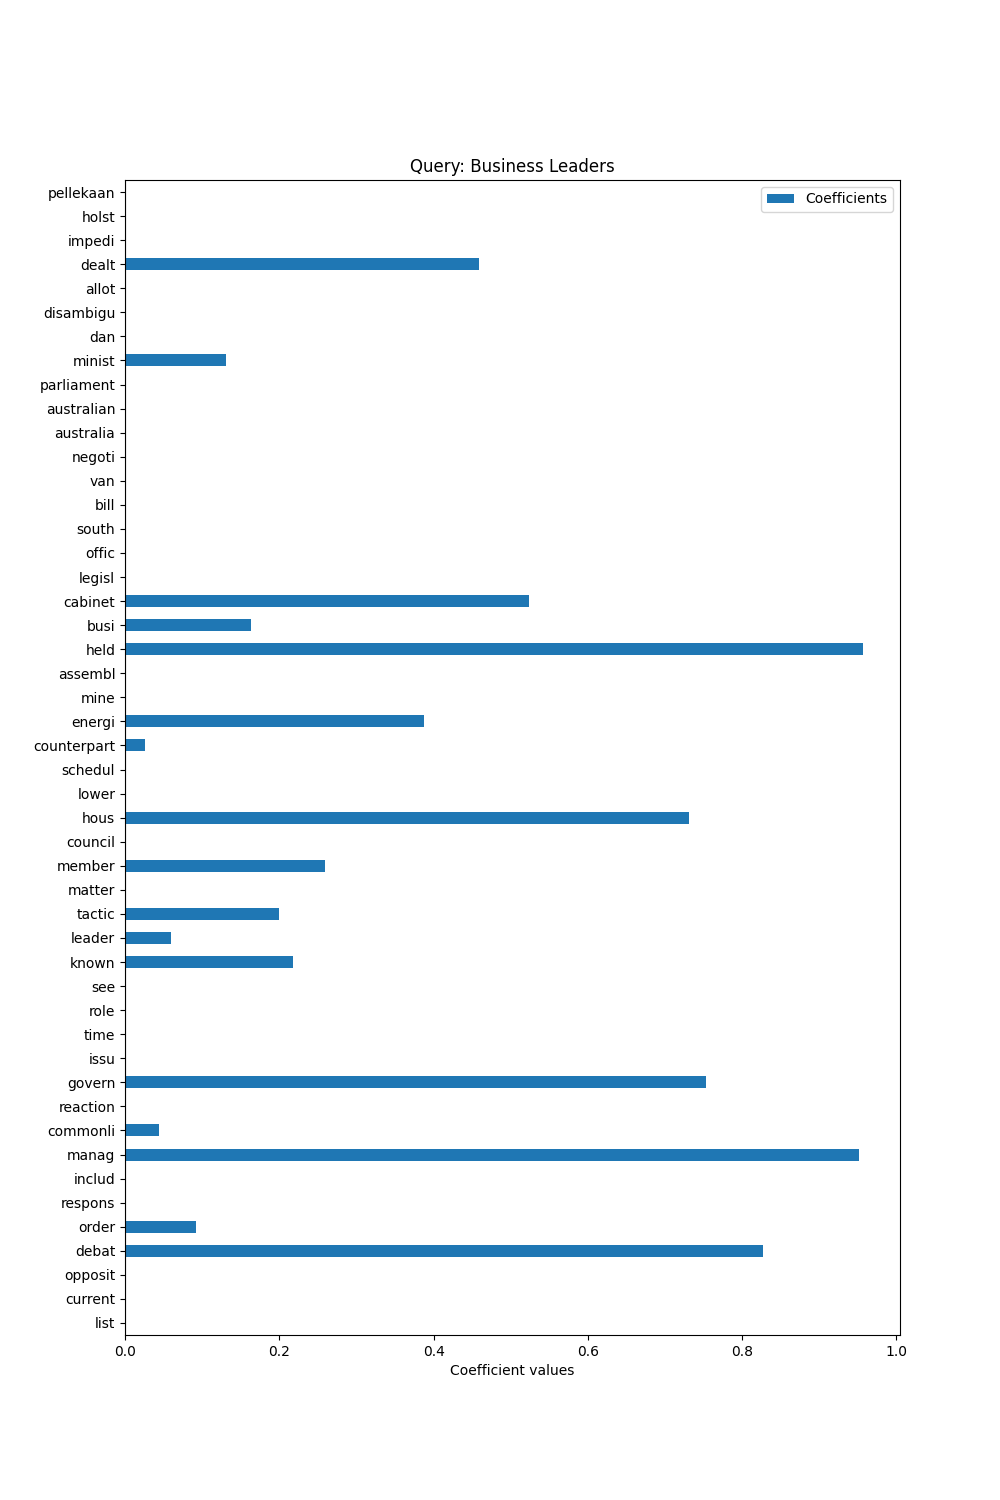 Query: Business Leaders
Coefficients
pellekaan
holst
impedi
dealt
allot
disambigu
dan
minist
parliament
australian
australia
negoti
van
bill
south
offic
legisl
cabinet
busi
held
assembl
mine
energi
counterpart
schedul
lower
hous
council
member
matter
tactic
leader
known
see
role
time
issu
govern
reaction
commonli
manag
includ
respons
order
debat
opposit
current
list
0.0 0.2 0.4 0.6 0.8 1.0
Coefficient values